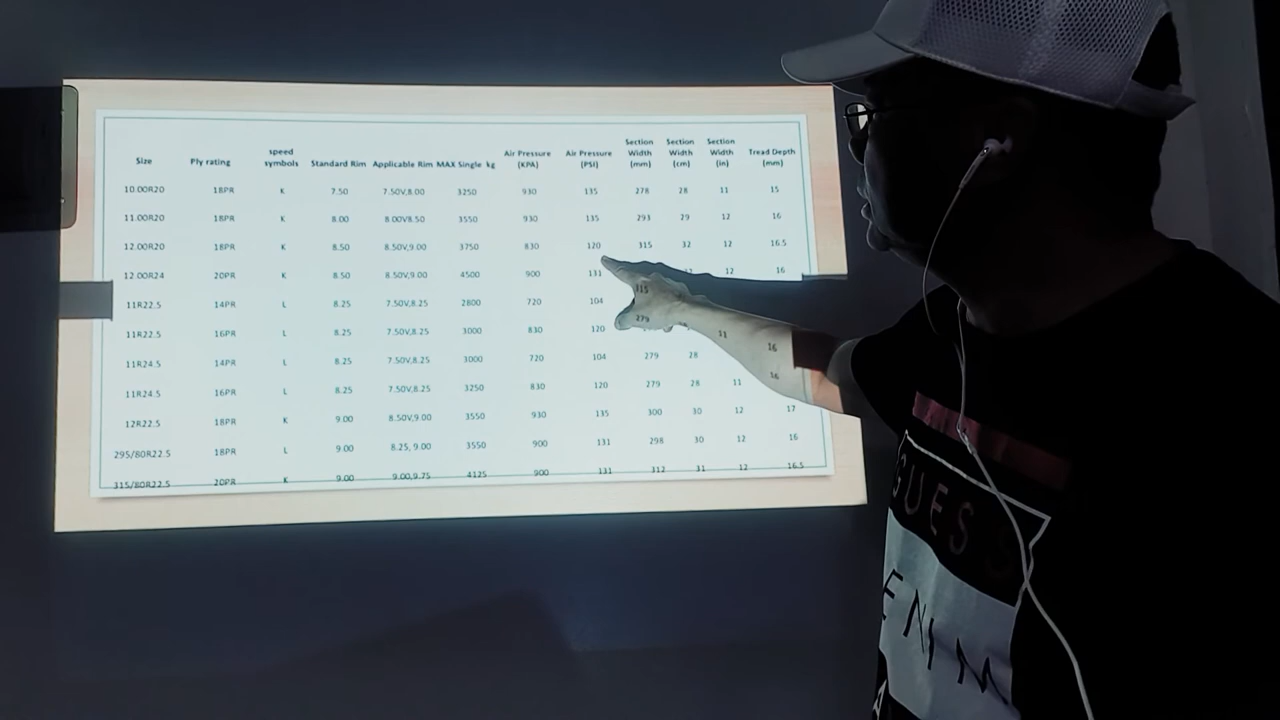 Size Ply rating speed symbols Standard Rim Applicable Rim MAX Single kg Air Pressure (KPA) Air Pressure (PSI) Section Width (mm) Section Width (cm) Section Width (in) Tread Depth (mm)
10.00R20 18PR K 7.50 7.50V,8.00 3250 930 135 278 28 11 15
11.00R20 18PR K 8.00 8.00V8.50 3550 930 135 293 29 12 16
12.00R20 18PR K 8.50 8.50V,9.00 3750 830 120 315 32 12 16.5
12.00R24 20PR K 8.50 8.50V,9.00 4500 900 131 315 12 16
11R22.5 14PR L 8.25 7.50V,8.25 2800 720 104 279 11 16
11R22.5 16PR L 8.25 7.50V,8.25 3000 830 120 16
11R24.5 14PR L 8.25 7.50V,8.25 3000 720 104 279 28
11R24.5 16PR L 8.25 7.50V,8.25 3250 830 120 279 28 11
12R22.5 18PR K 9.00 8.50V,9.00 3550 930 135 300 30 12 17
295/80R22.5 18PR L 9.00 8.25, 9.00 3550 900 131 298 30 12 16
315/80R22.5 20PR K 9.00 9.00,9.75 4125 900 131 312 31 12 16.5
GUESS
ENIM